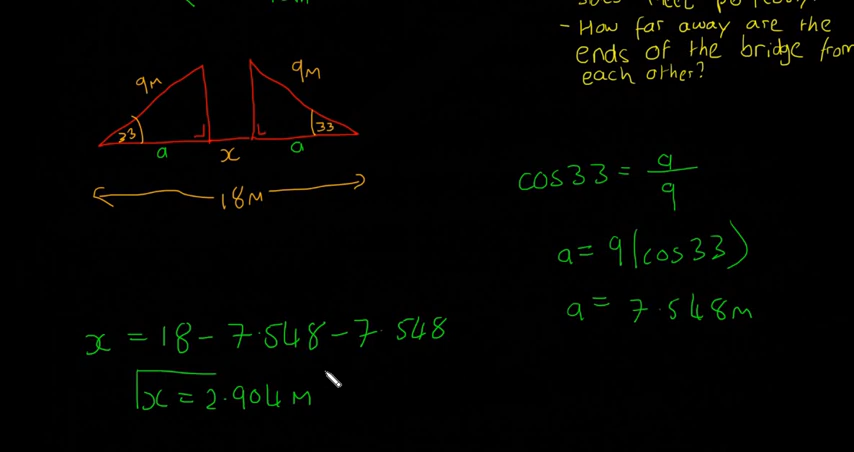 - How far away are the
ends of the bridge from
each other?
9M 9M
33 33
a x a
18M
cos33 = a/9
a = 9(cos33)
a = 7.548m
x = 18 - 7.548 - 7.548
x = 2.904 M